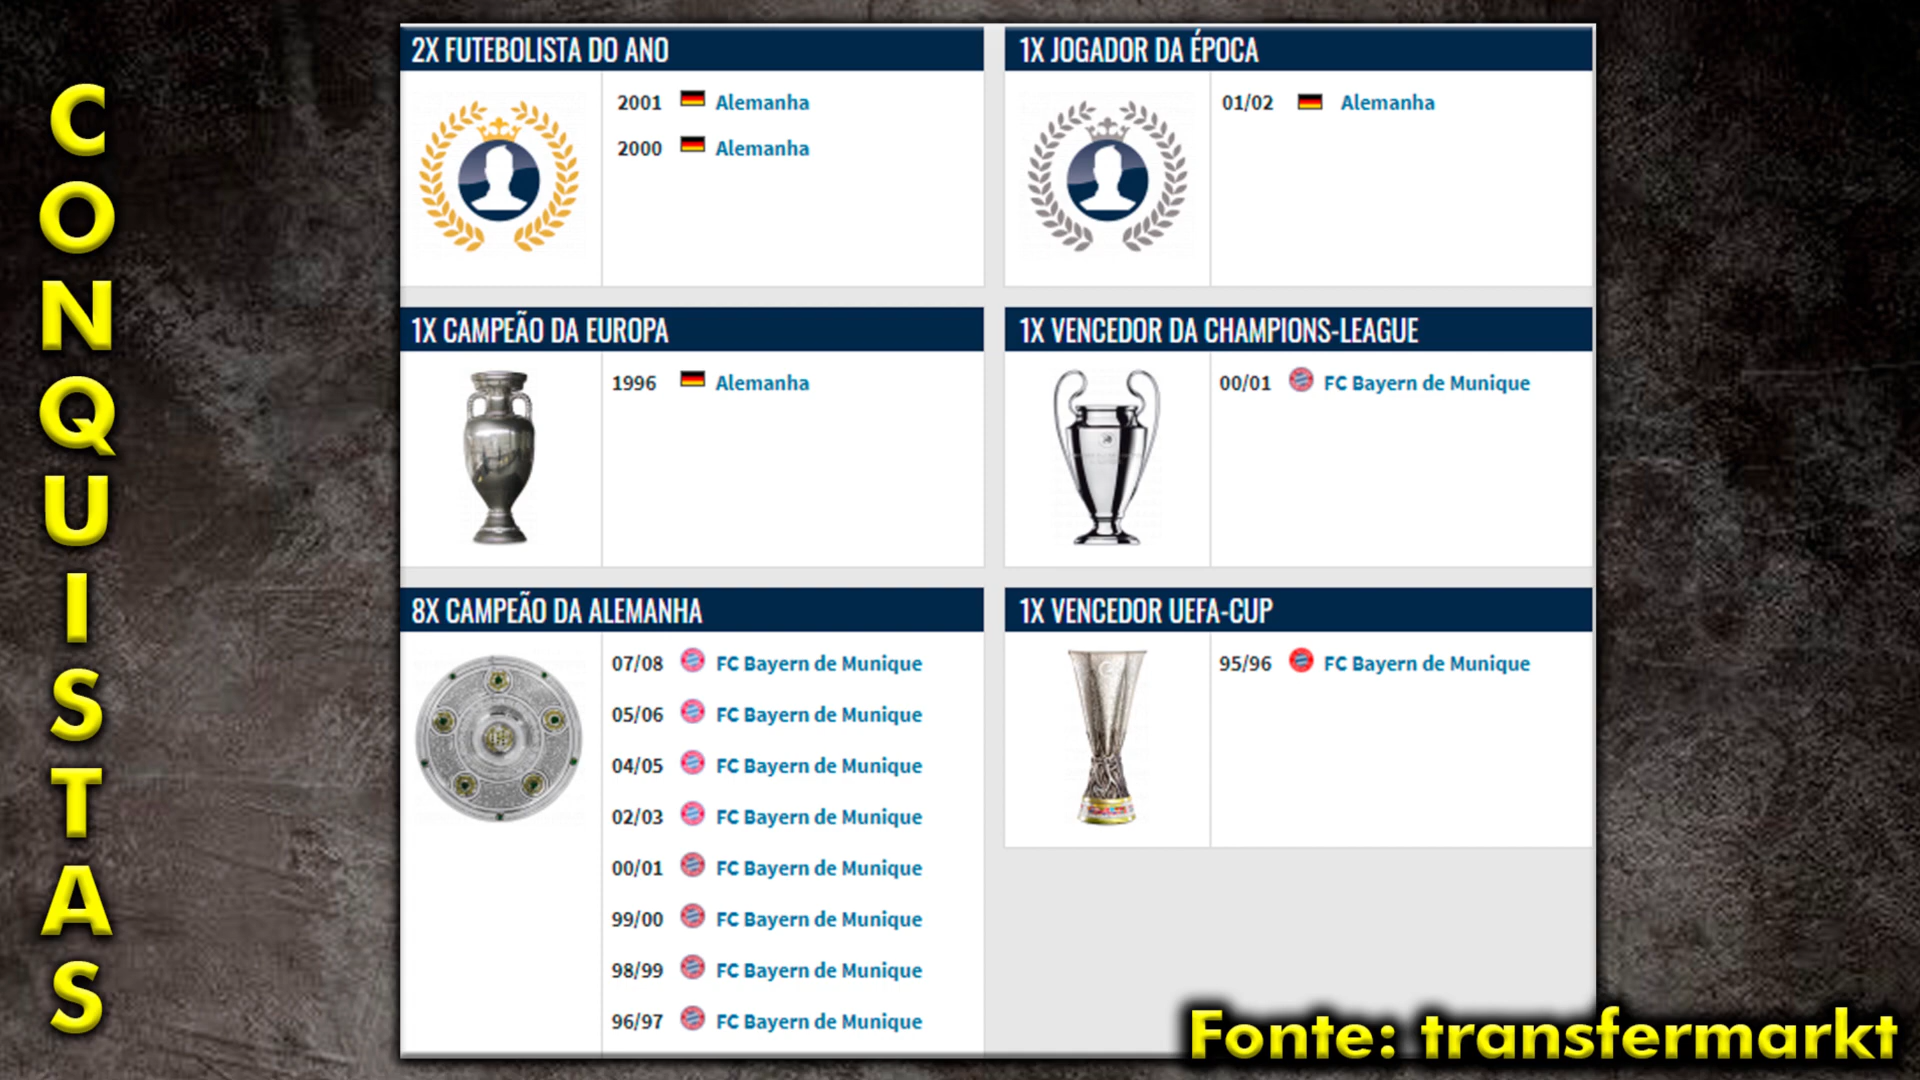 CONQUISTAS
2X FUTEBOLISTA DO ANO
2001 Alemanha
2000 Alemanha
1X JOGADOR DA ÉPOCA
01/02 Alemanha
1X CAMPEÃO DA EUROPA
1996 Alemanha
1X VENCEDOR DA CHAMPIONS-LEAGUE
00/01 FC Bayern de Munique
8X CAMPEÃO DA ALEMANHA
07/08 FC Bayern de Munique
05/06 FC Bayern de Munique
04/05 FC Bayern de Munique
02/03 FC Bayern de Munique
00/01 FC Bayern de Munique
99/00 FC Bayern de Munique
98/99 FC Bayern de Munique
96/97 FC Bayern de Munique
1X VENCEDOR UEFA-CUP
95/96 FC Bayern de Munique
Fonte: transfermarkt